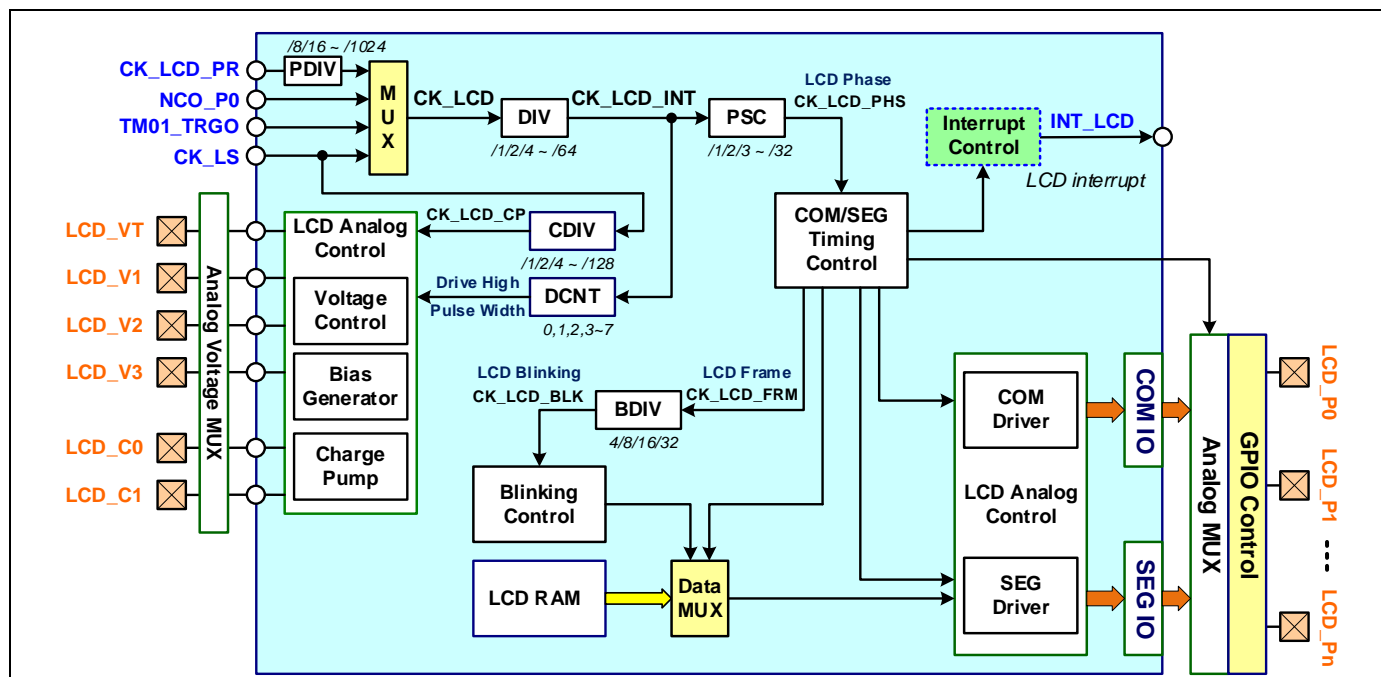 /8/16 ~ /1024
CK_LCD_PR
PDIV
NCO_P0
TM01_TRGO
CK_LS
M
U
X
CK_LCD
DIV
/1/2/4 ~ /64
CK_LCD_INT
PSC
/1/2/3 ~ /32
LCD Phase
CK_LCD_PHS
Interrupt
Control
INT_LCD
LCD interrupt
COM/SEG
Timing
Control
LCD_VT
LCD_V1
LCD_V2
LCD_V3
LCD_C0
LCD_C1
Analog Voltage MUX
LCD Analog
Control
Voltage
Control
Bias
Generator
Charge
Pump
CK_LCD_CP
CDIV
/1/2/4 ~ /128
Drive High
Pulse Width
DCNT
0,1,2,3~7
LCD Blinking
CK_LCD_BLK
BDIV
4/8/16/32
LCD Frame
CK_LCD_FRM
Blinking
Control
LCD RAM
Data
MUX
COM
Driver
LCD Analog
Control
SEG
Driver
COM IO
SEG IO
Analog MUX
GPIO Control
LCD_P0
LCD_P1
LCD_Pn